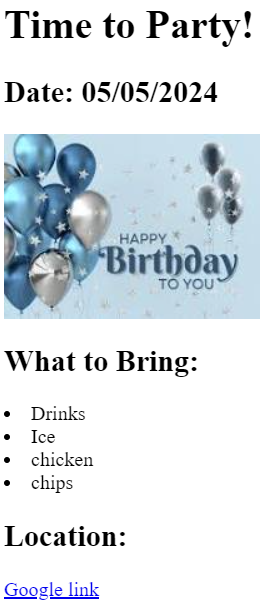 Time to Party!
Date: 05/05/2024
HAPPY
Birthday
TO YOU
What to Bring:
Drinks
Ice
chicken
chips
Location:
Google link